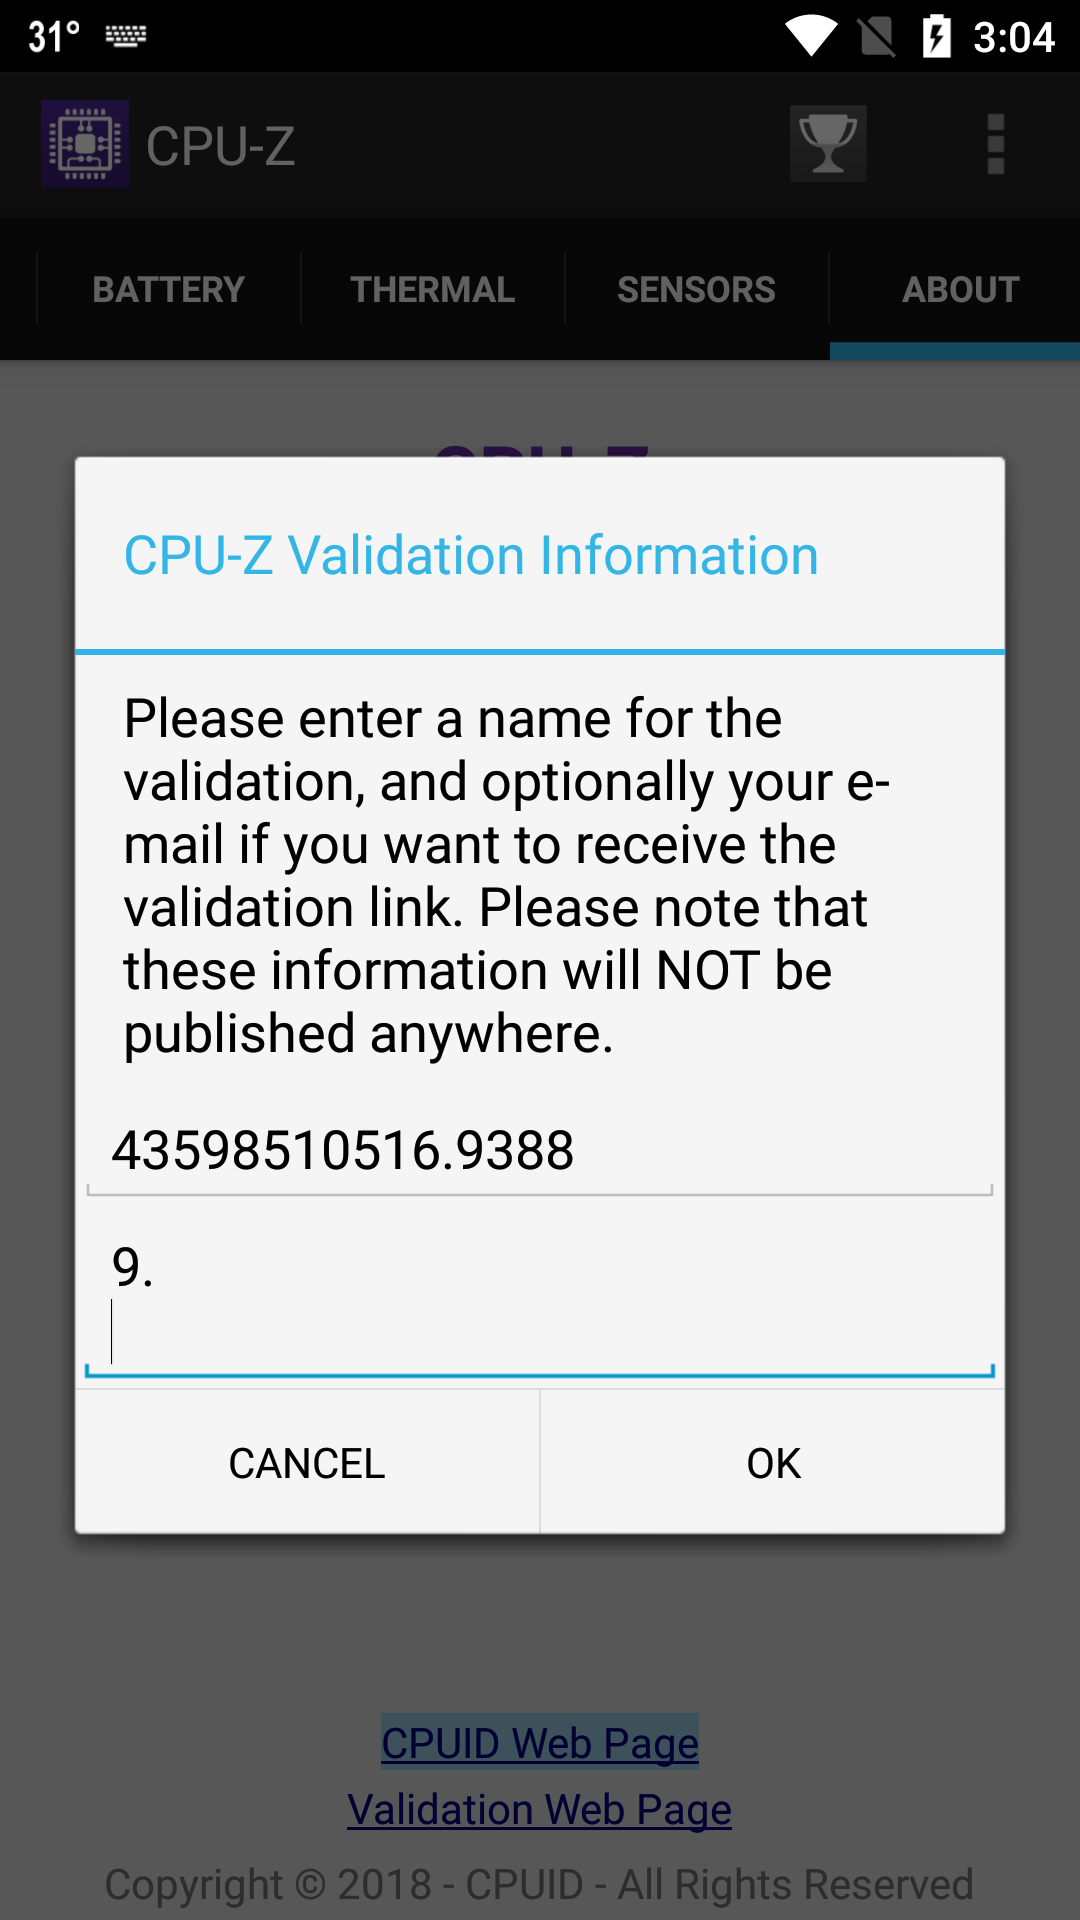 31°
3:04
CPU-Z
BATTERY
THERMAL
SENSORS
ABOUT
CPU-Z
CPU-Z Validation Information
Please enter a name for the
validation, and optionally your e-
mail if you want to receive the
validation link. Please note that
these information will NOT be
published anywhere.
43598510516.9388
9.
CANCEL
OK
CPUID Web Page
Validation Web Page
Copyright © 2018 - CPUID - All Rights Reserved